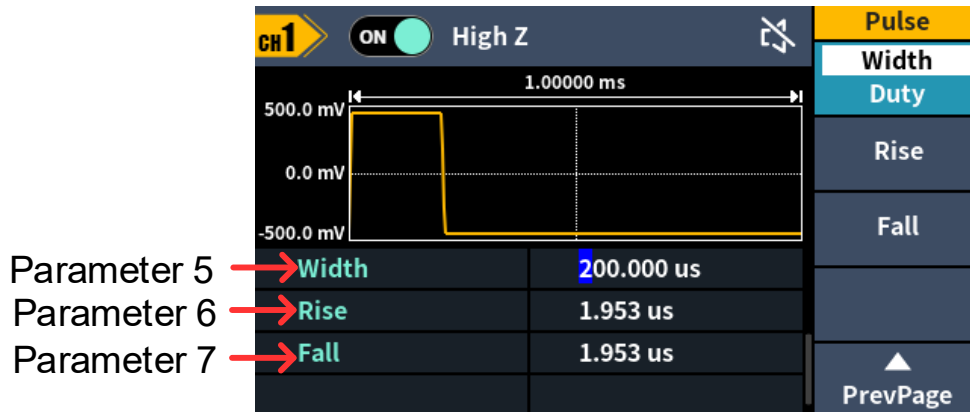 CH1 ON High Z
Pulse
Width
Duty
Rise
Fall
PrevPage
1.00000 ms
500.0 mV
0.0 mV
-500.0 mV
Parameter 5 Width 200.000 us
Parameter 6 Rise 1.953 us
Parameter 7 Fall 1.953 us